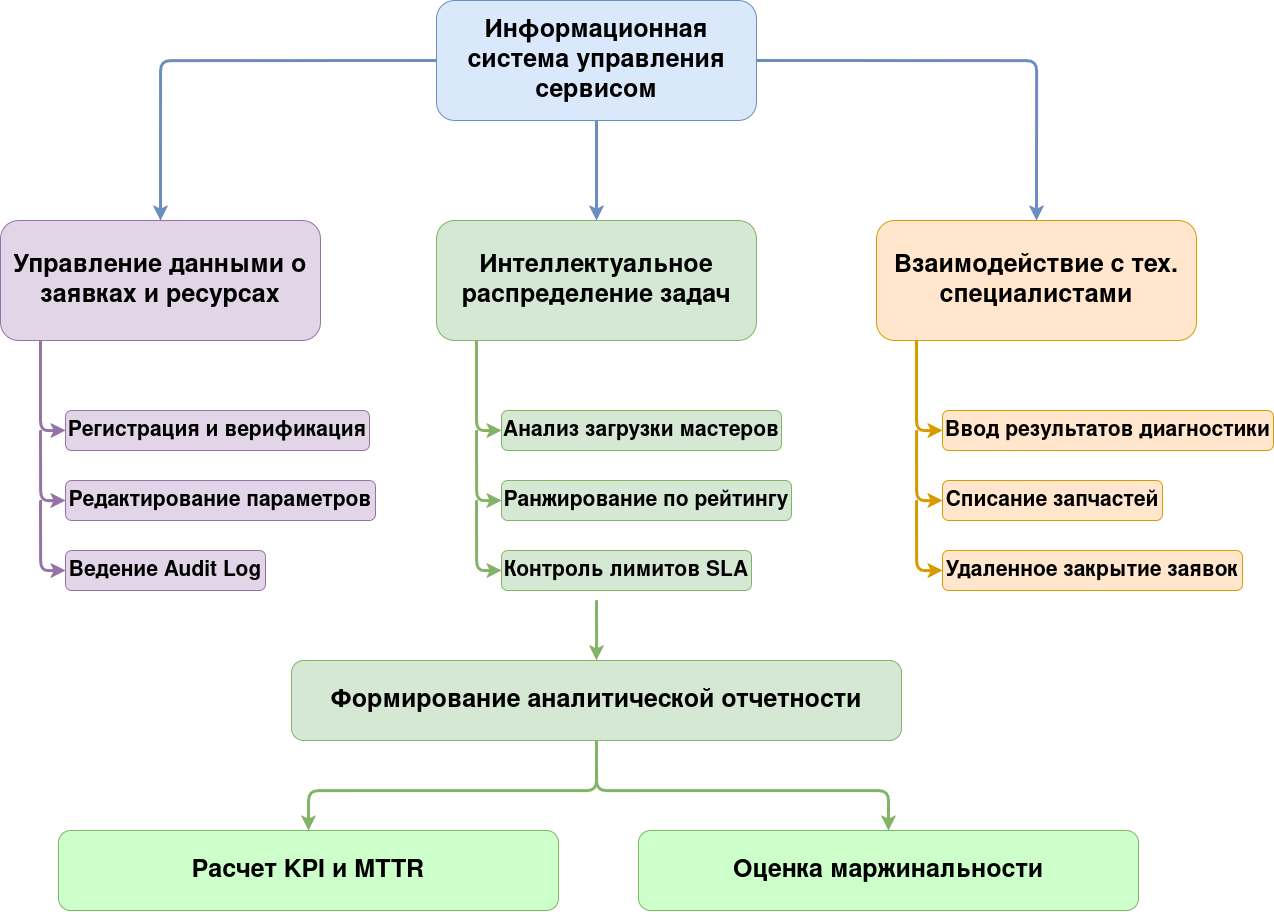 Информационная
система управления
сервисом
Управление данными о
заявках и ресурсах
Интеллектуальное
распределение задач
Взаимодействие с тех.
специалистами
Регистрация и верификация
Редактирование параметров
Ведение Audit Log
Анализ загрузки мастеров
Ранжирование по рейтингу
Контроль лимитов SLA
Ввод результатов диагностики
Списание запчастей
Удаленное закрытие заявок
Формирование аналитической отчетности
Расчет KPI и MTTR
Оценка маржинальности